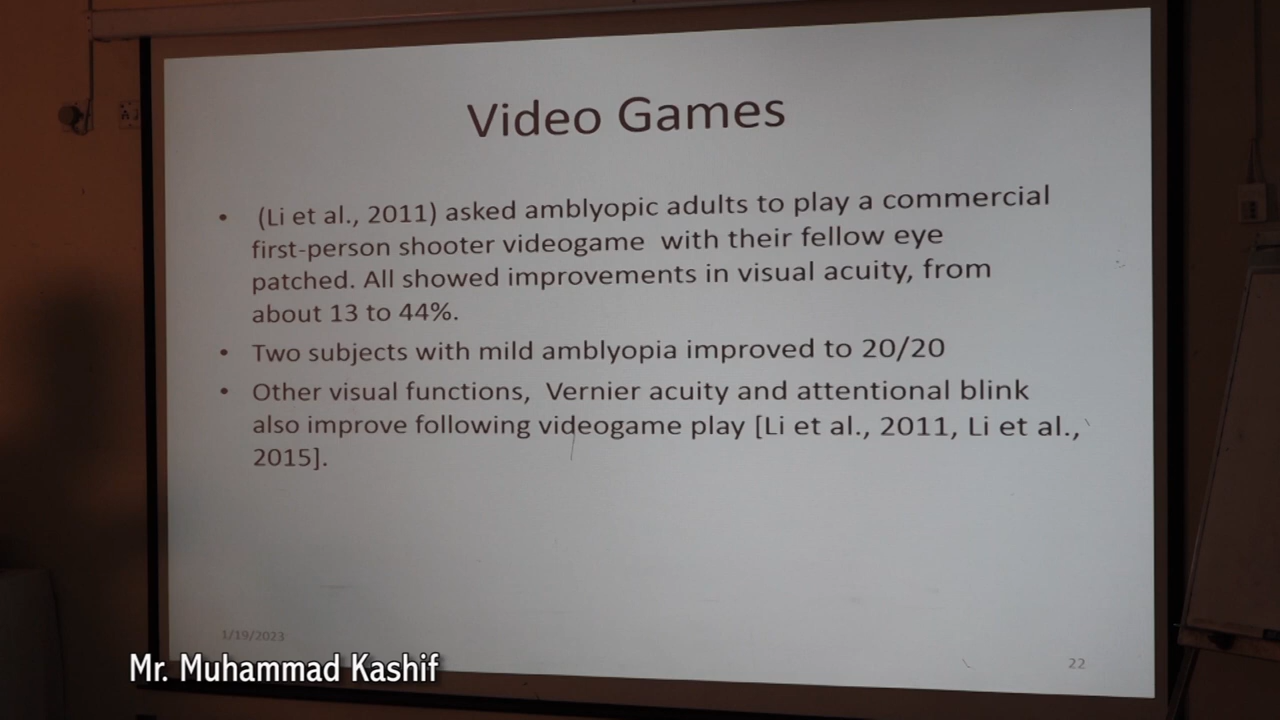 Video Games
• (Li et al., 2011) asked amblyopic adults to play a commercial
first-person shooter videogame with their fellow eye
patched. All showed improvements in visual acuity, from
about 13 to 44%.
• Two subjects with mild amblyopia improved to 20/20
• Other visual functions, Vernier acuity and attentional blink
also improve following videogame play [Li et al., 2011, Li et al.,
2015].
1/19/2023
22
Mr. Muhammad Kashif